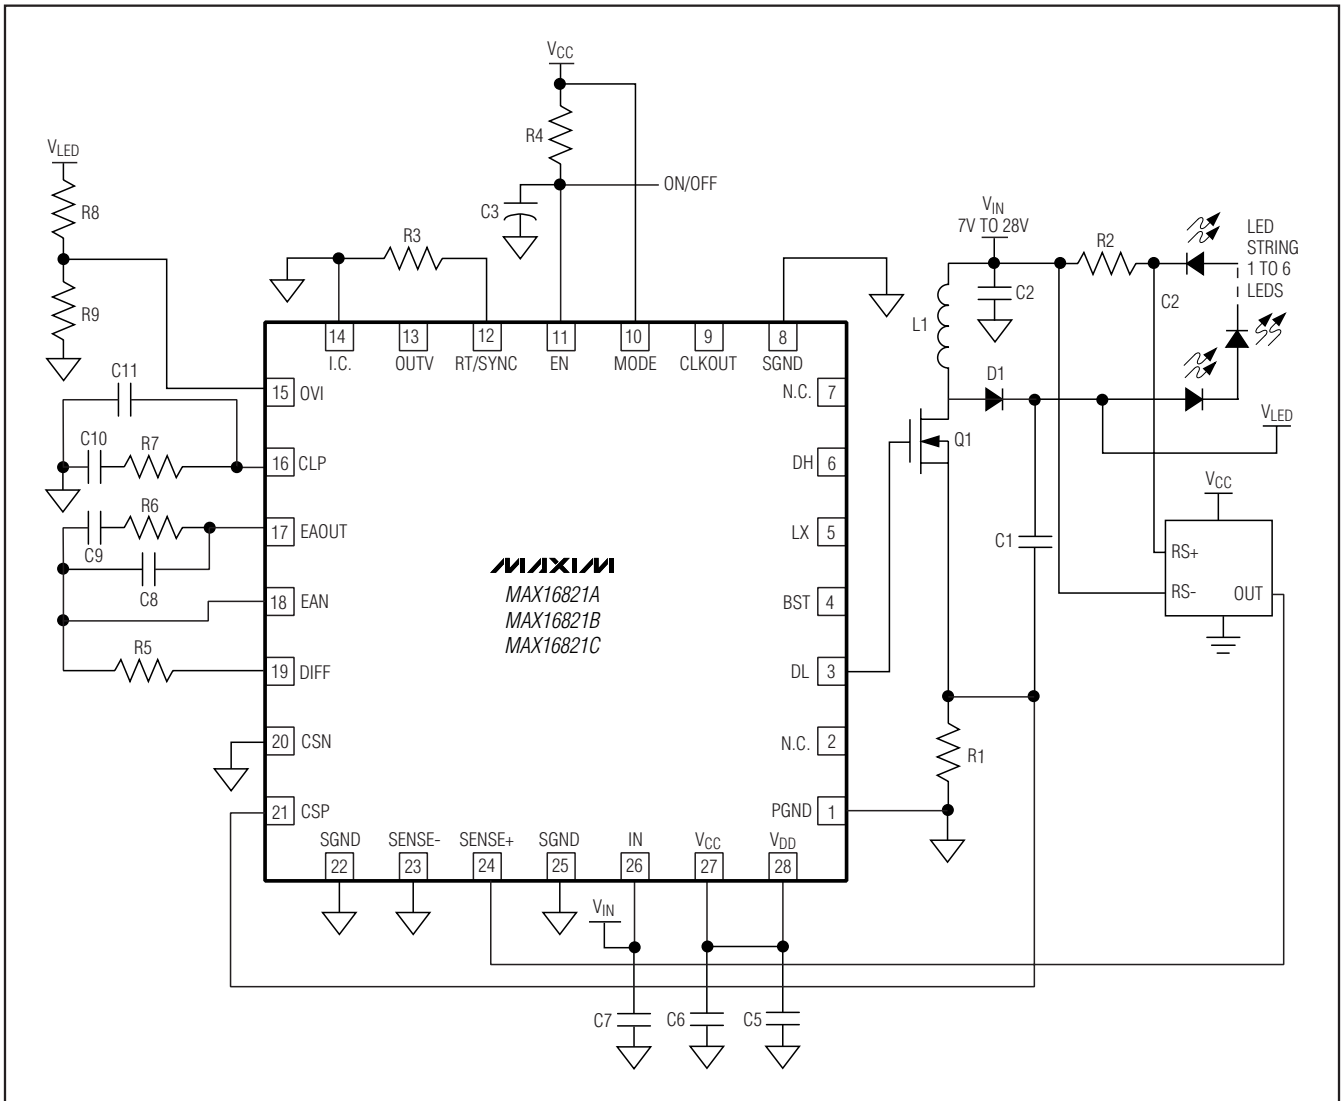 VCC
R4
ON/OFF
C3
VLED
R8
R9
R3
VIN
7V TO 28V
R2
LED
STRING
1 TO 6
LEDS
C2
C2
L1
D1
Q1
VLED
VCC
RS+
RS-
OUT
C1
R1
C11
C10
R7
R6
C9
C8
R5
14
I.C.
13
OUTV
12
RT/SYNC
11
EN
10
MODE
9
CLKOUT
8
SGND
15 OVI
16 CLP
17 EAOUT
18 EAN
19 DIFF
20 CSN
21 CSP
N.C. 7
DH 6
LX 5
BST 4
DL 3
N.C. 2
PGND 1
MAXIM
MAX16821A
MAX16821B
MAX16821C
SGND
22
SENSE-
23
SENSE+
24
SGND
25
IN
26
VCC
27
VDD
28
VIN
C7
C6
C5